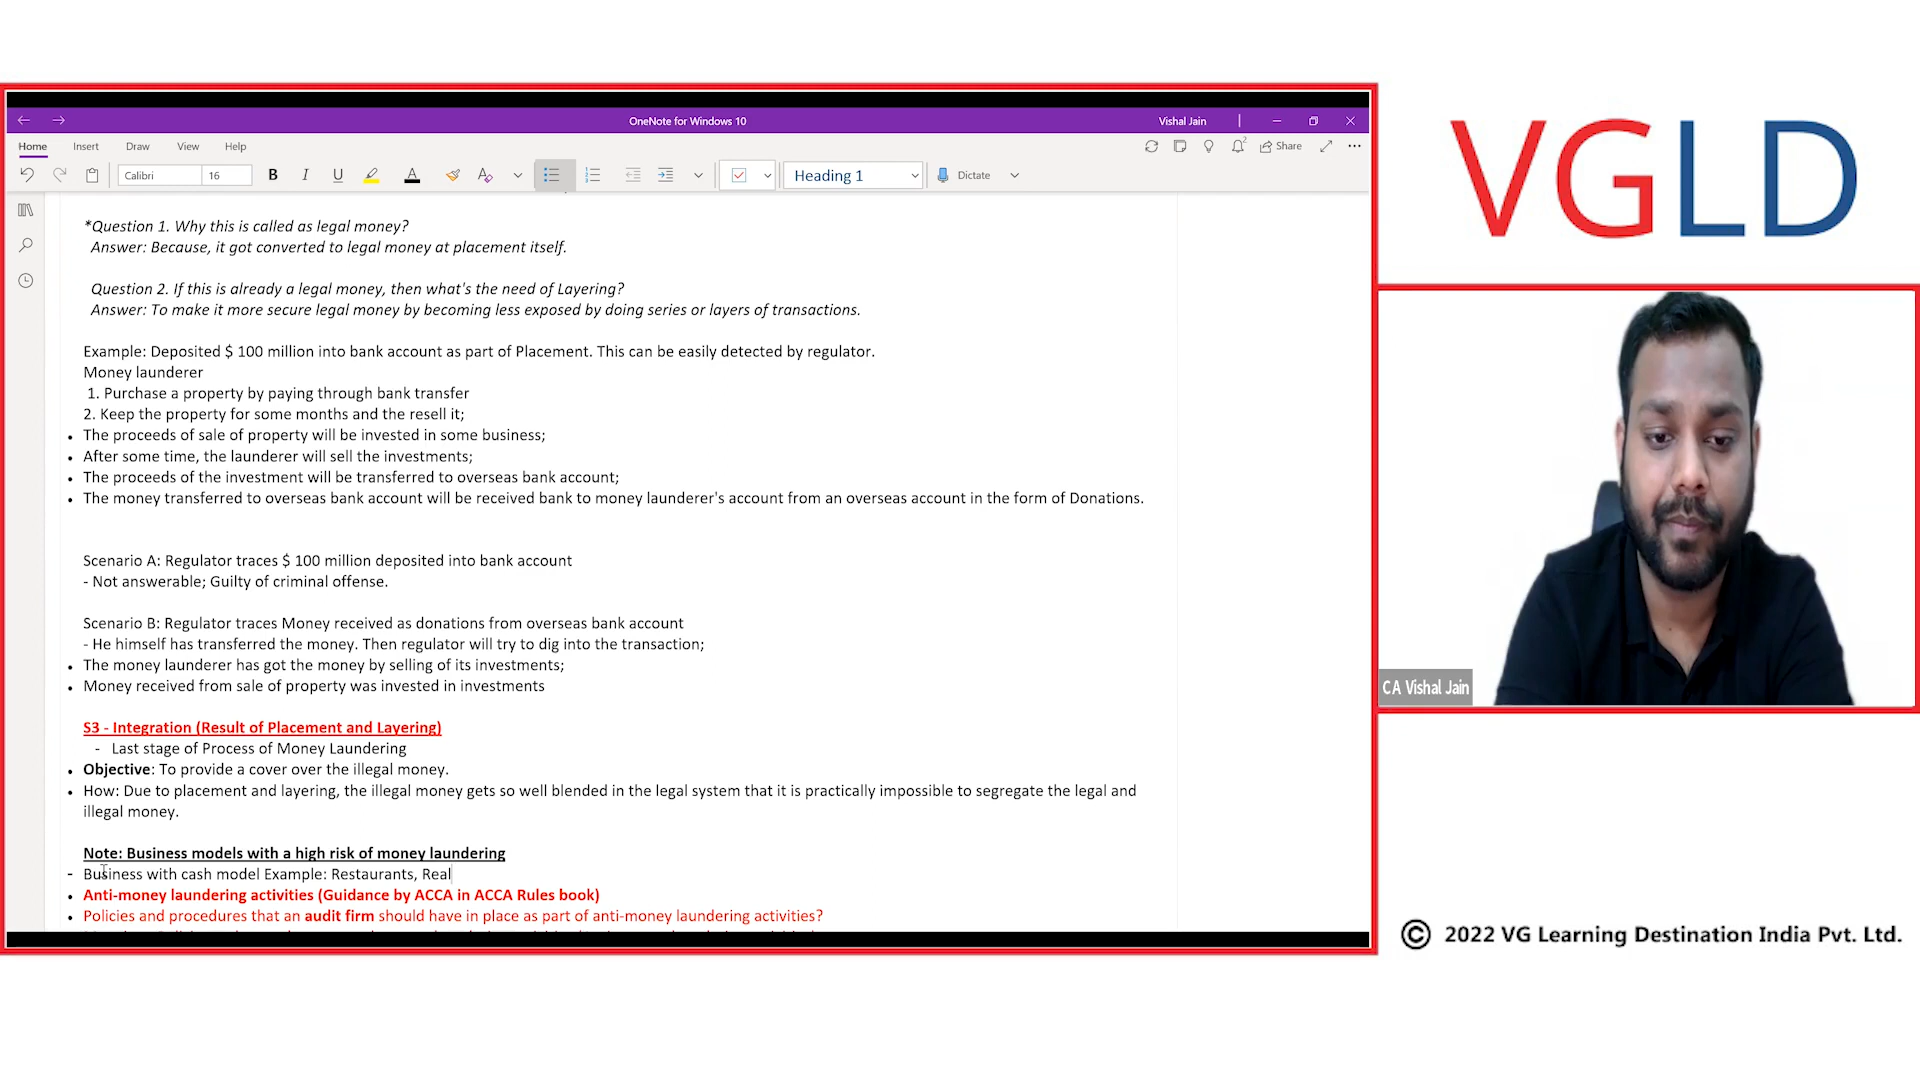 OneNote for Windows 10
Vishal Jain
Home Insert Draw View Help
Share
Calibri 16 B I U A Heading 1 Dictate
*Question 1. Why this is called as legal money?
Answer: Because, it got converted to legal money at placement itself.
Question 2. If this is already a legal money, then what's the need of Layering?
Answer: To make it more secure legal money by becoming less exposed by doing series or layers of transactions.
Example: Deposited $ 100 million into bank account as part of Placement. This can be easily detected by regulator.
Money launderer
1. Purchase a property by paying through bank transfer
2. Keep the property for some months and the resell it;
• The proceeds of sale of property will be invested in some business;
• After some time, the launderer will sell the investments;
• The proceeds of the investment will be transferred to overseas bank account;
• The money transferred to overseas bank account will be received bank to money launderer's account from an overseas account in the form of Donations.
Scenario A: Regulator traces $ 100 million deposited into bank account
- Not answerable; Guilty of criminal offense.
Scenario B: Regulator traces Money received as donations from overseas bank account
- He himself has transferred the money. Then regulator will try to dig into the transaction;
• The money launderer has got the money by selling of its investments;
• Money received from sale of property was invested in investments
S3 - Integration (Result of Placement and Layering)
- Last stage of Process of Money Laundering
• Objective: To provide a cover over the illegal money.
• How: Due to placement and layering, the illegal money gets so well blended in the legal system that it is practically impossible to segregate the legal and
illegal money.
Note: Business models with a high risk of money laundering
- Business with cash model Example: Restaurants, Real
• Anti-money laundering activities (Guidance by ACCA in ACCA Rules book)
• Policies and procedures that an audit firm should have in place as part of anti-money laundering activities?
VGLD
CA Vishal Jain
© 2022 VG Learning Destination India Pvt. Ltd.